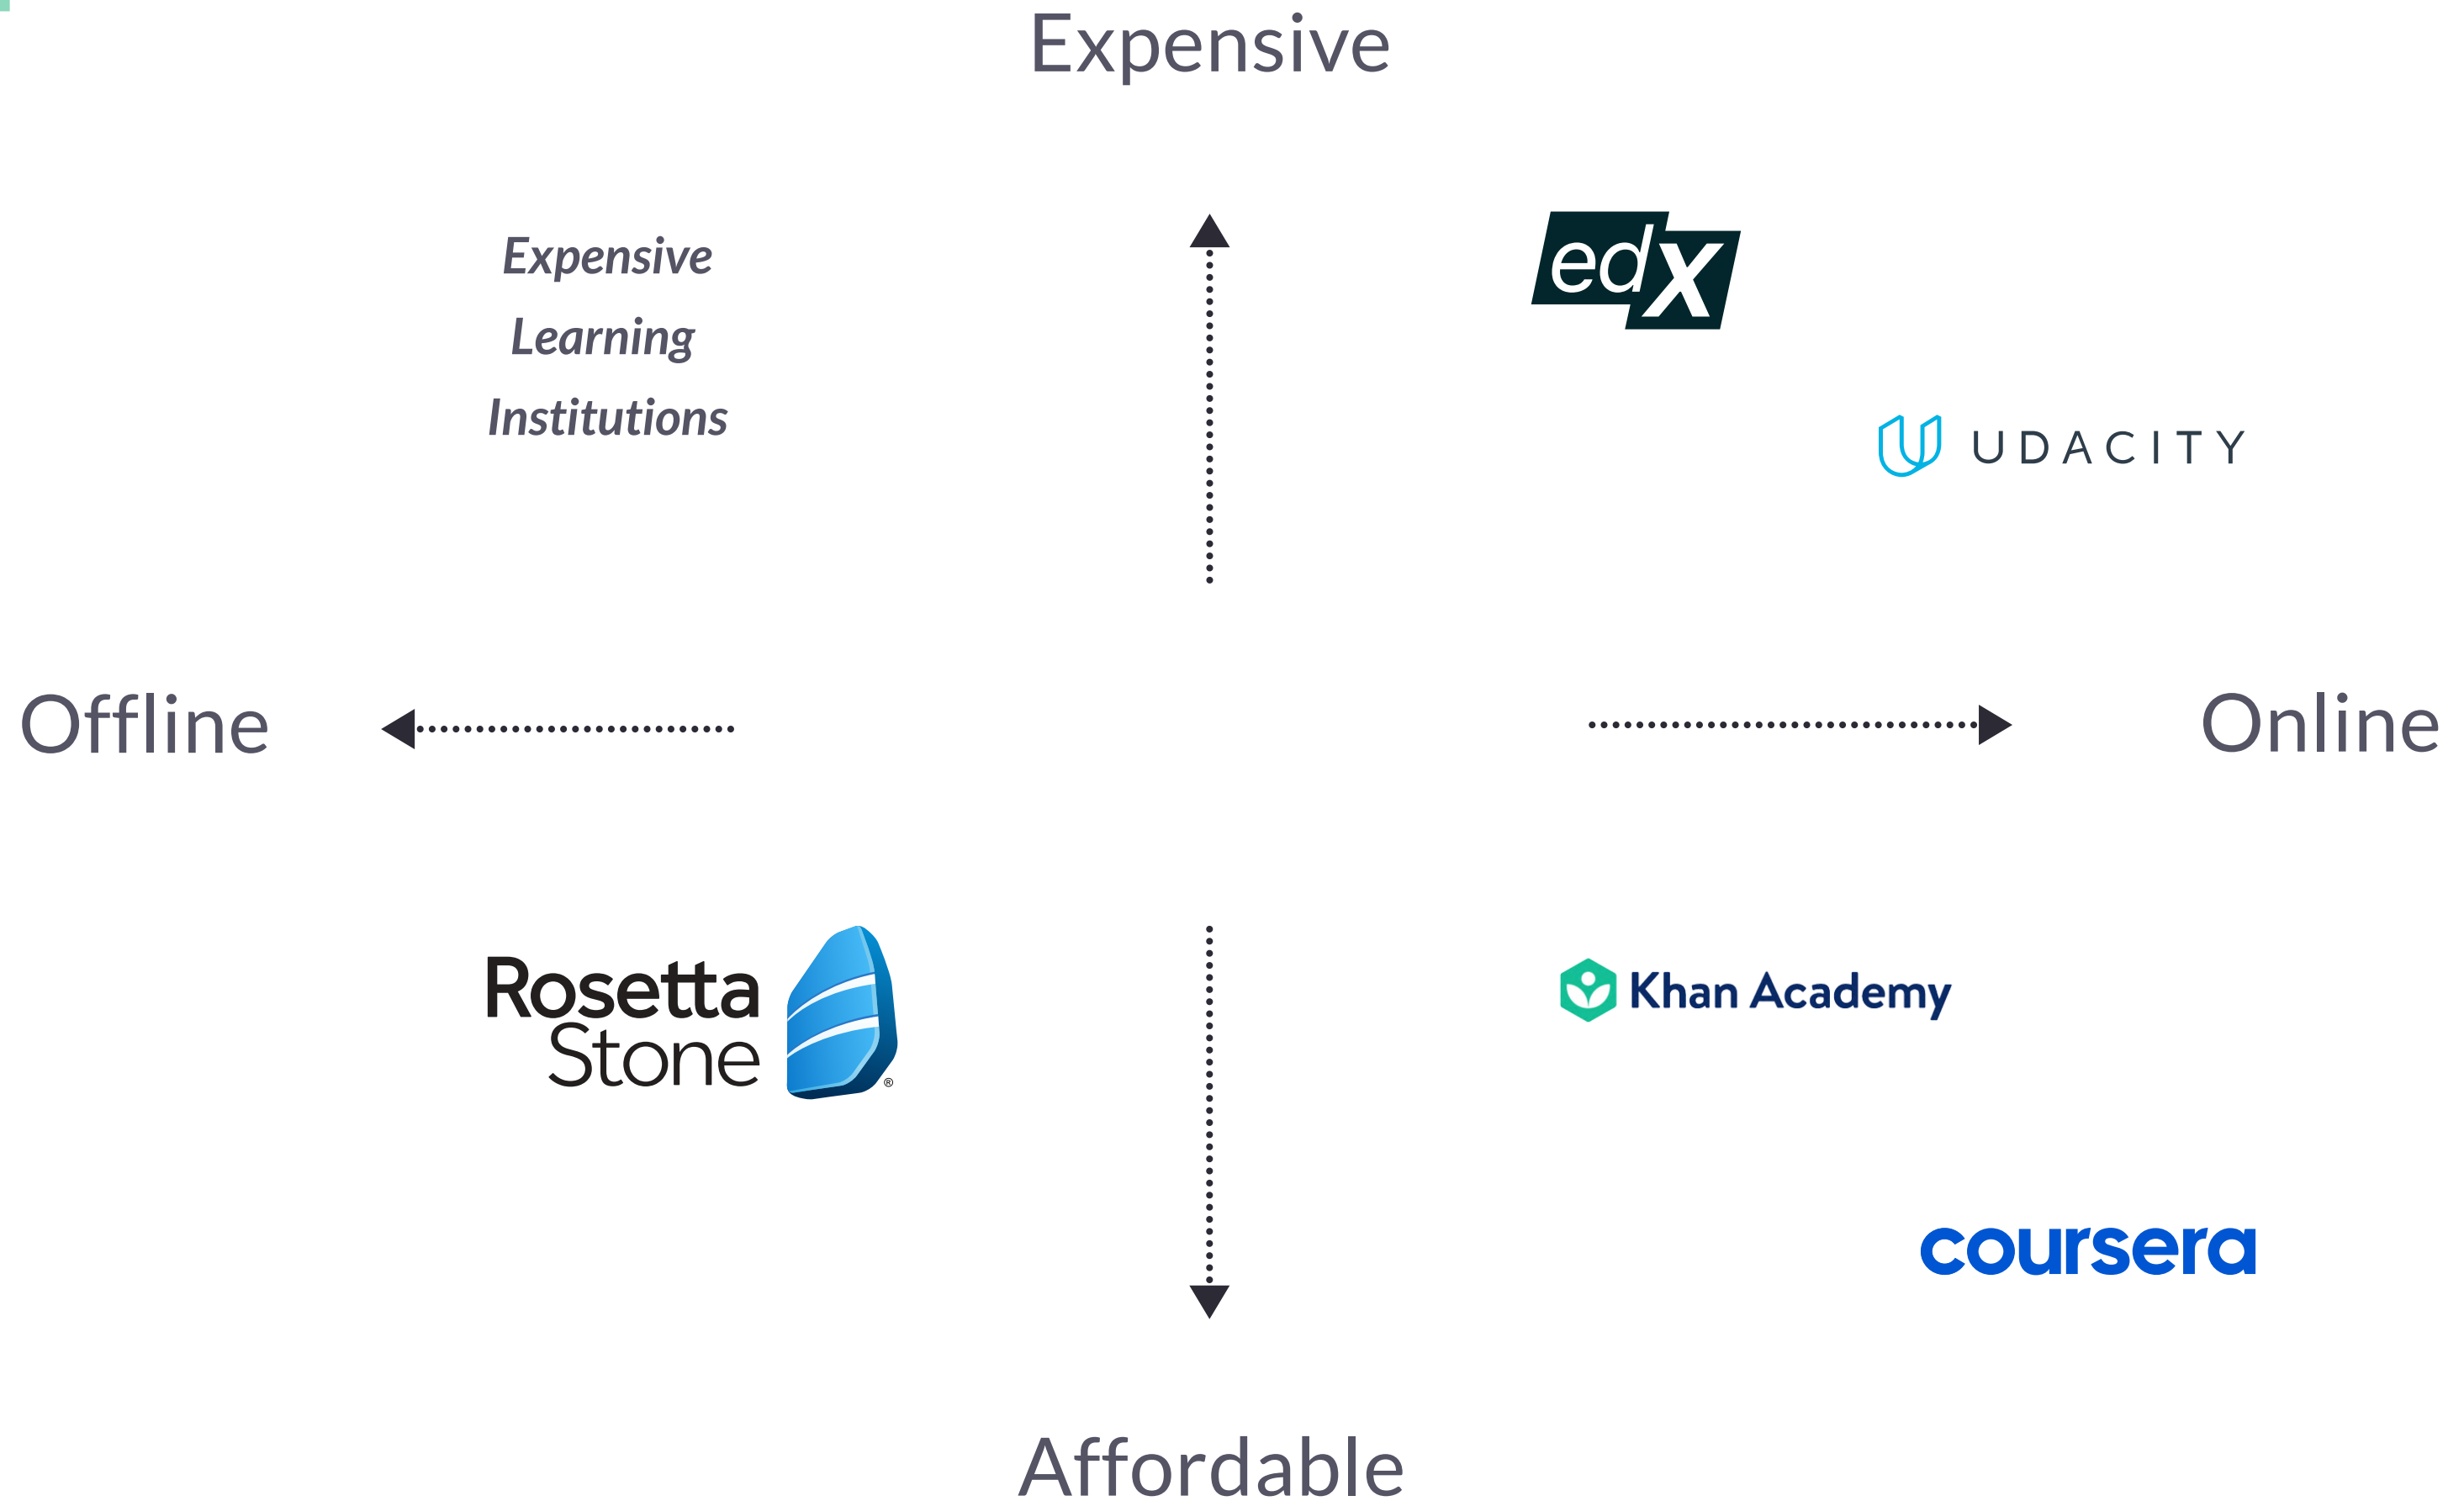 Expensive
Expensive
Learning
Institutions
edX
UDACITY
Offline
Online
Rosetta
Stone
®
Khan Academy
coursera
Affordable